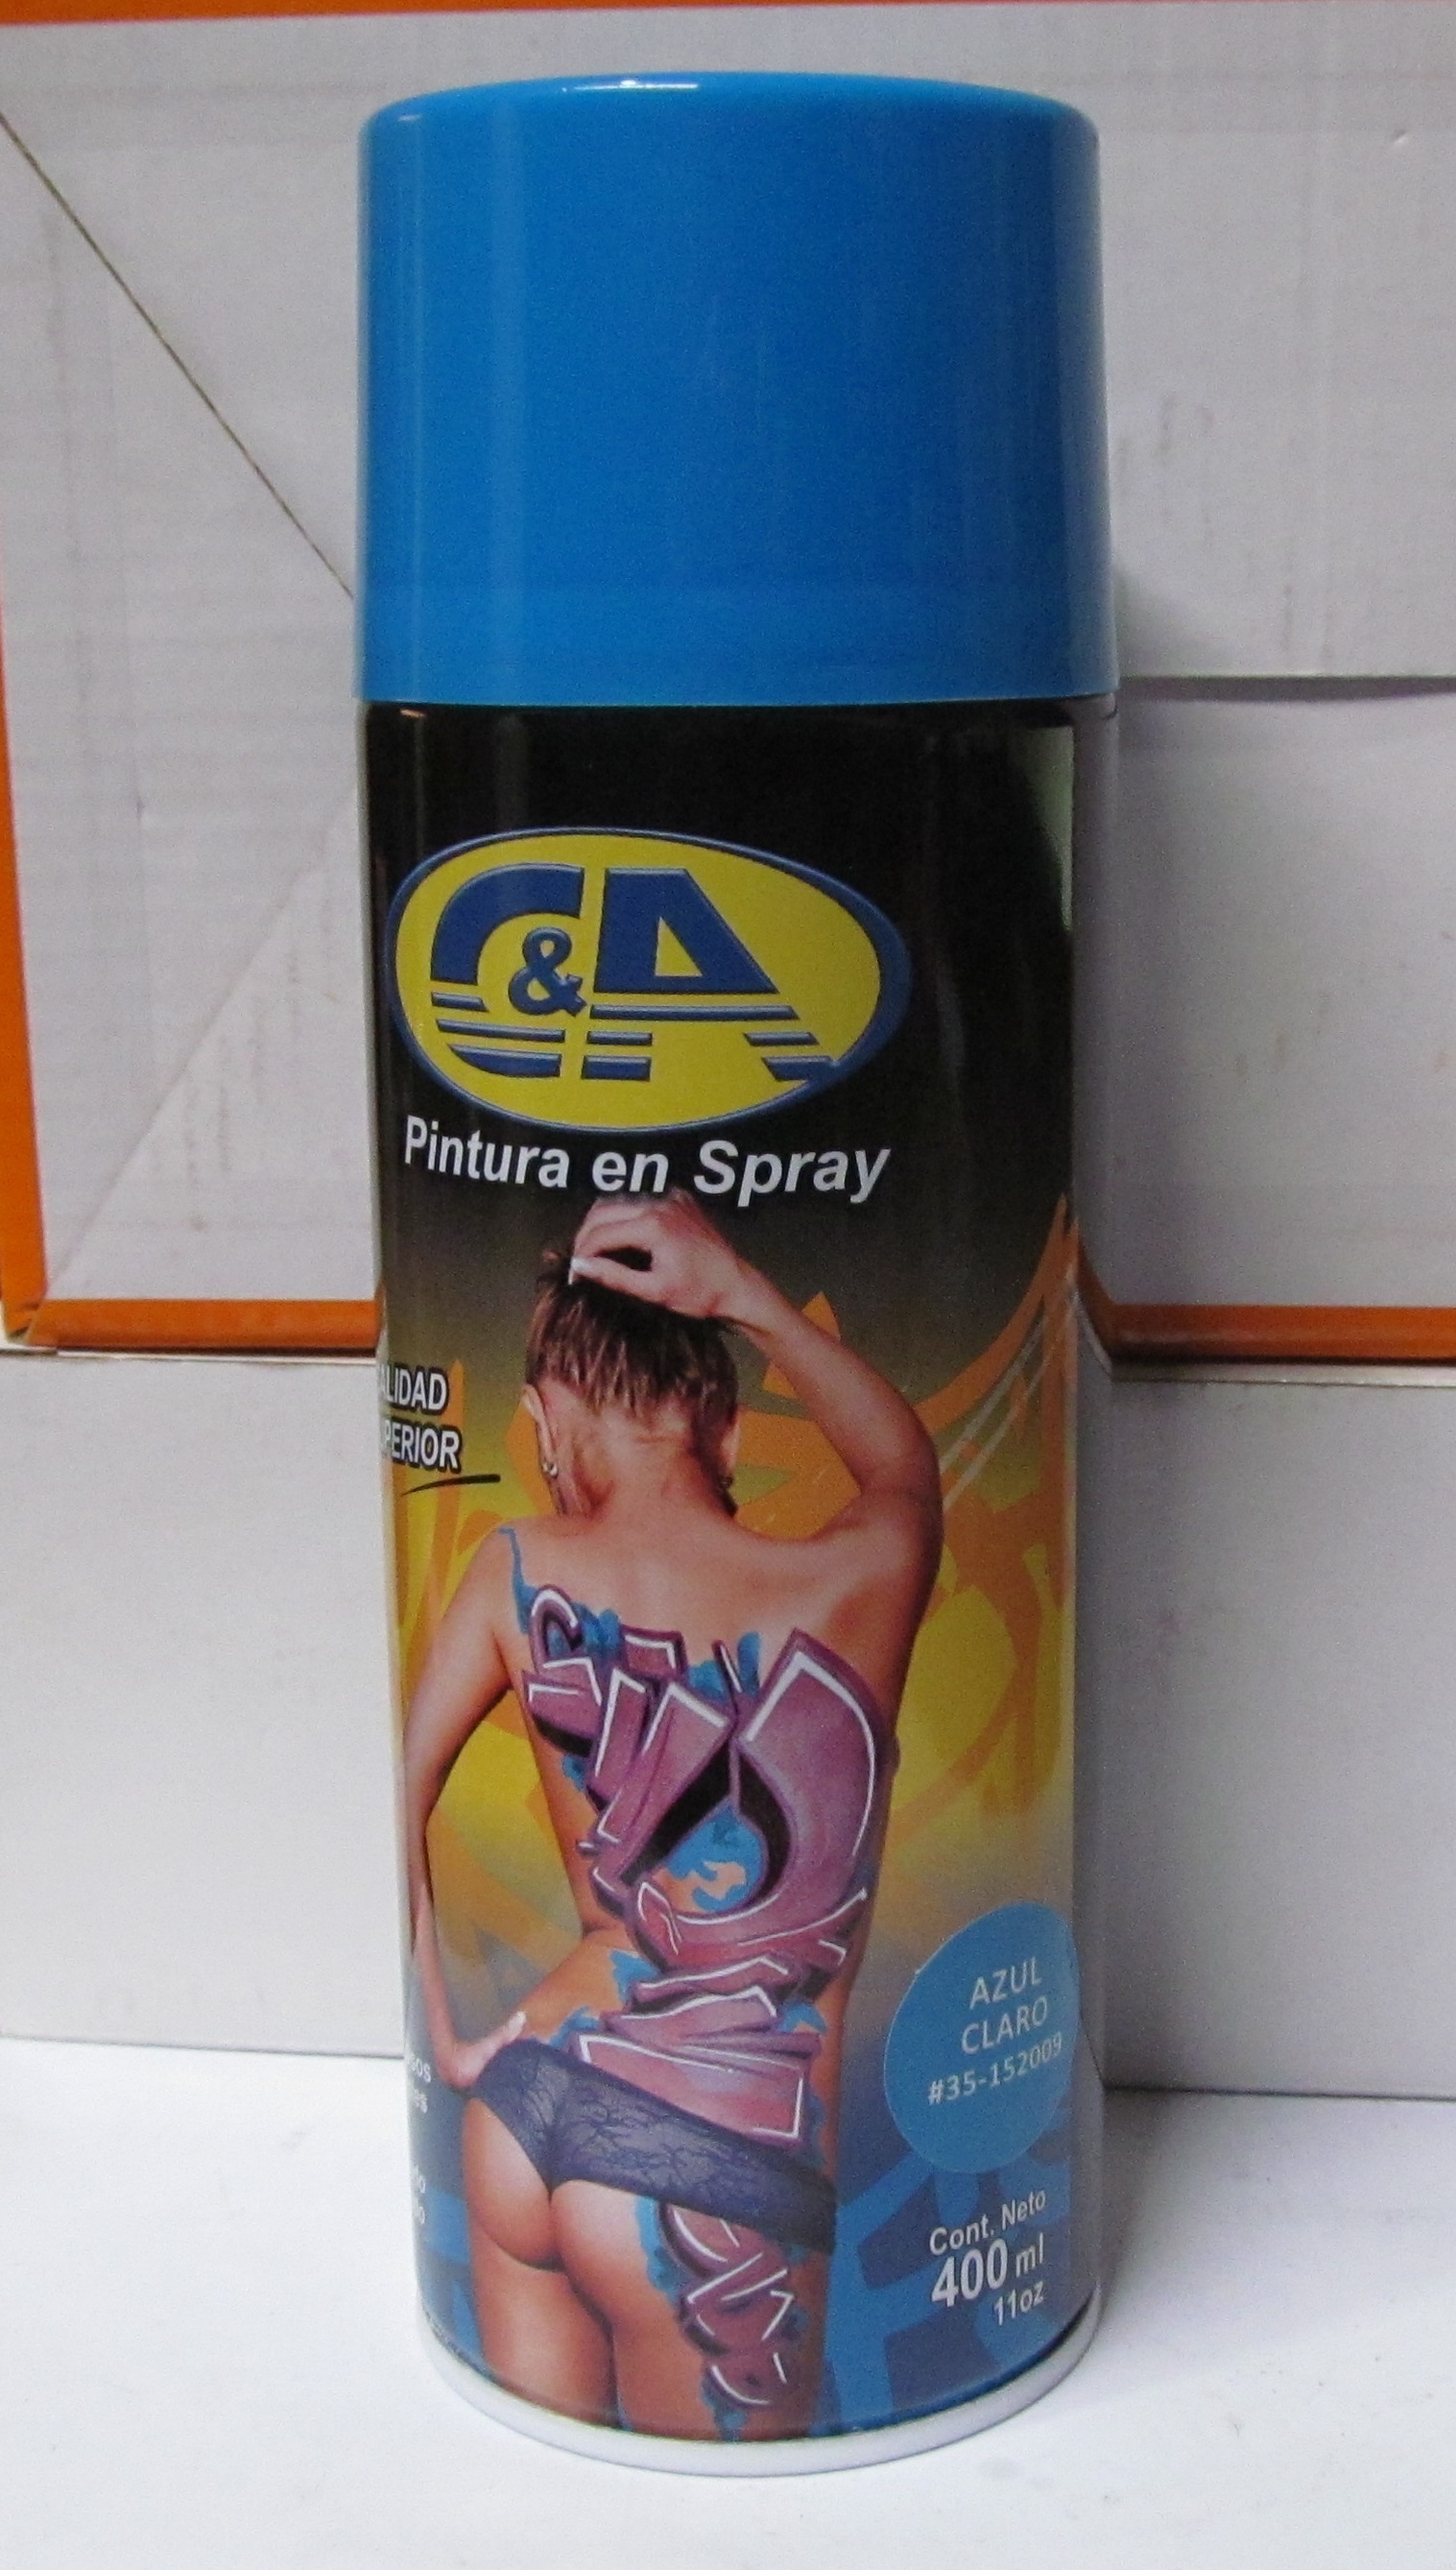 C&A
Pintura en Spray
ALIDAD
PERIOR
AZUL
CLARO
#35-152009
Cont. Neto
400 ml
11oz